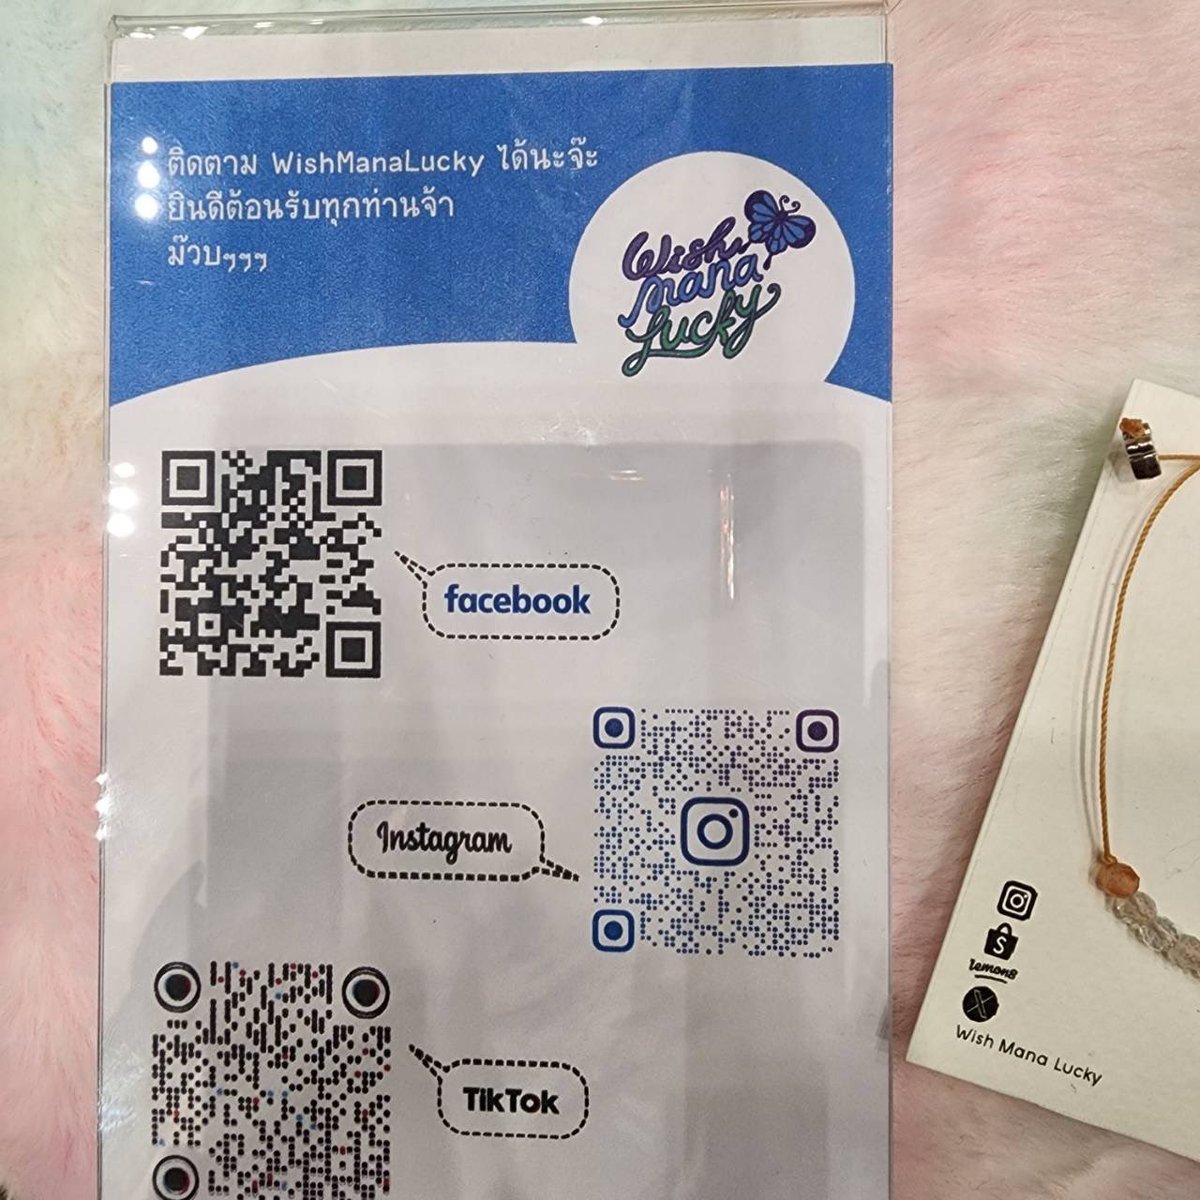 ติดตาม WishManaLucky ได้นะจ๊ะ
ยินดีต้อนรับทุกท่านจ้า
ม๊วบๆๆๆ
Wish
Mana
Lucky
facebook
Instagram
TikTok
lemon8
Wish Mana Lucky